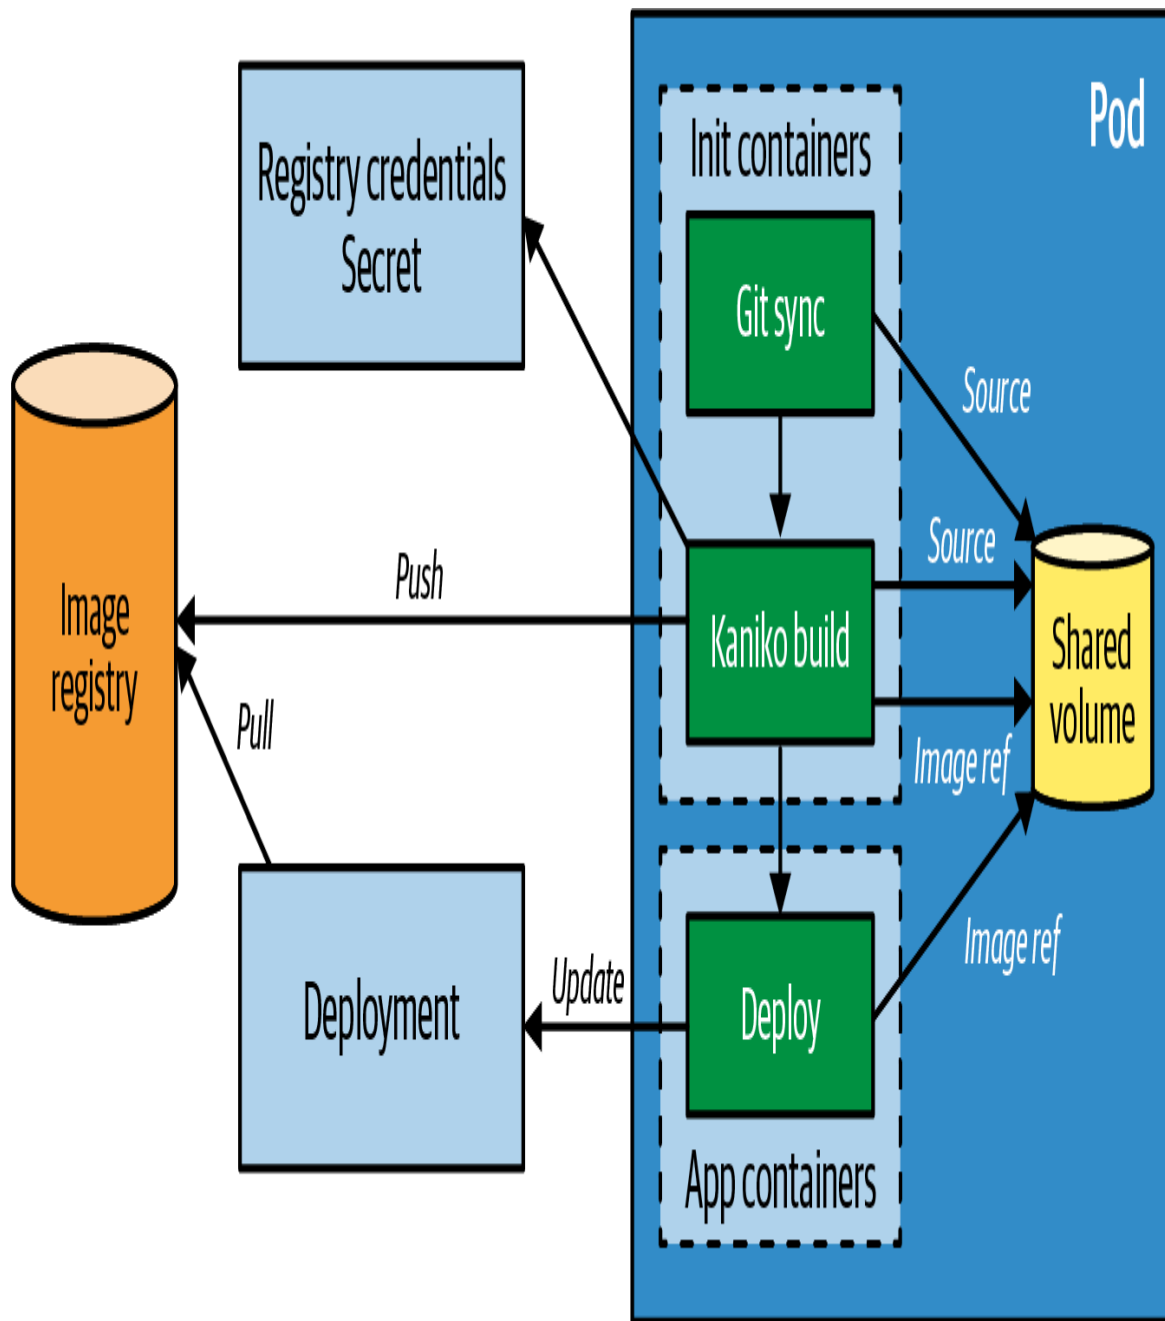 Pod
Init containers
Registry credentials
Secret
Git sync
Source
Source
Push
Kaniko build
Image
registry
Shared
volume
Pull
Image ref
Image ref
Update
Deployment
Deploy
App containers